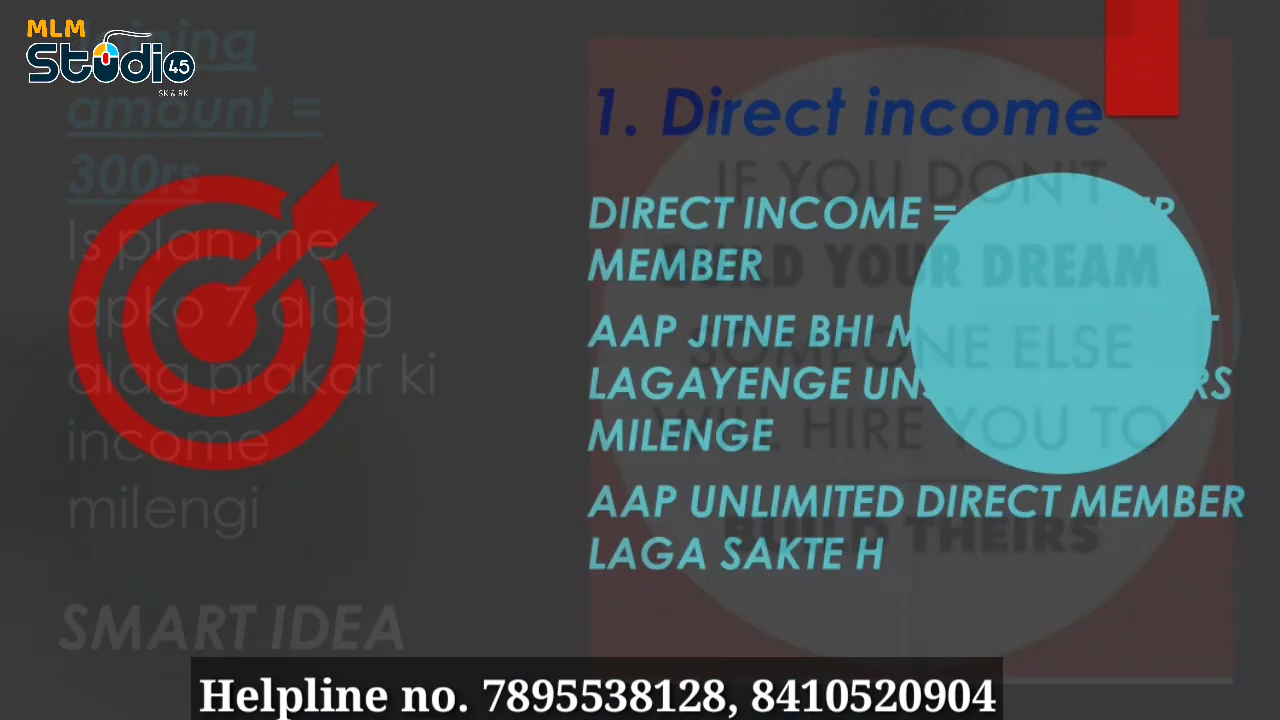 MLM
Studio 45
SK & RK
Joining
amount =
300rs
Is plan me
apko 7 alag
alag prakar ki
income
milengi
SMART IDEA
1. Direct income
DIRECT INCOME =
MEMBER
AAP JITNE BHI
LAGAYENGE
MILENGE
AAP UNLIMITED DIRECT MEMBER
LAGA SAKTE H
IF YOU DON'T
BUILD YOUR DREAM
SOMEONE ELSE
WILL HIRE YOU TO
BUILD THEIRS
Helpline no. 7895538128, 8410520904